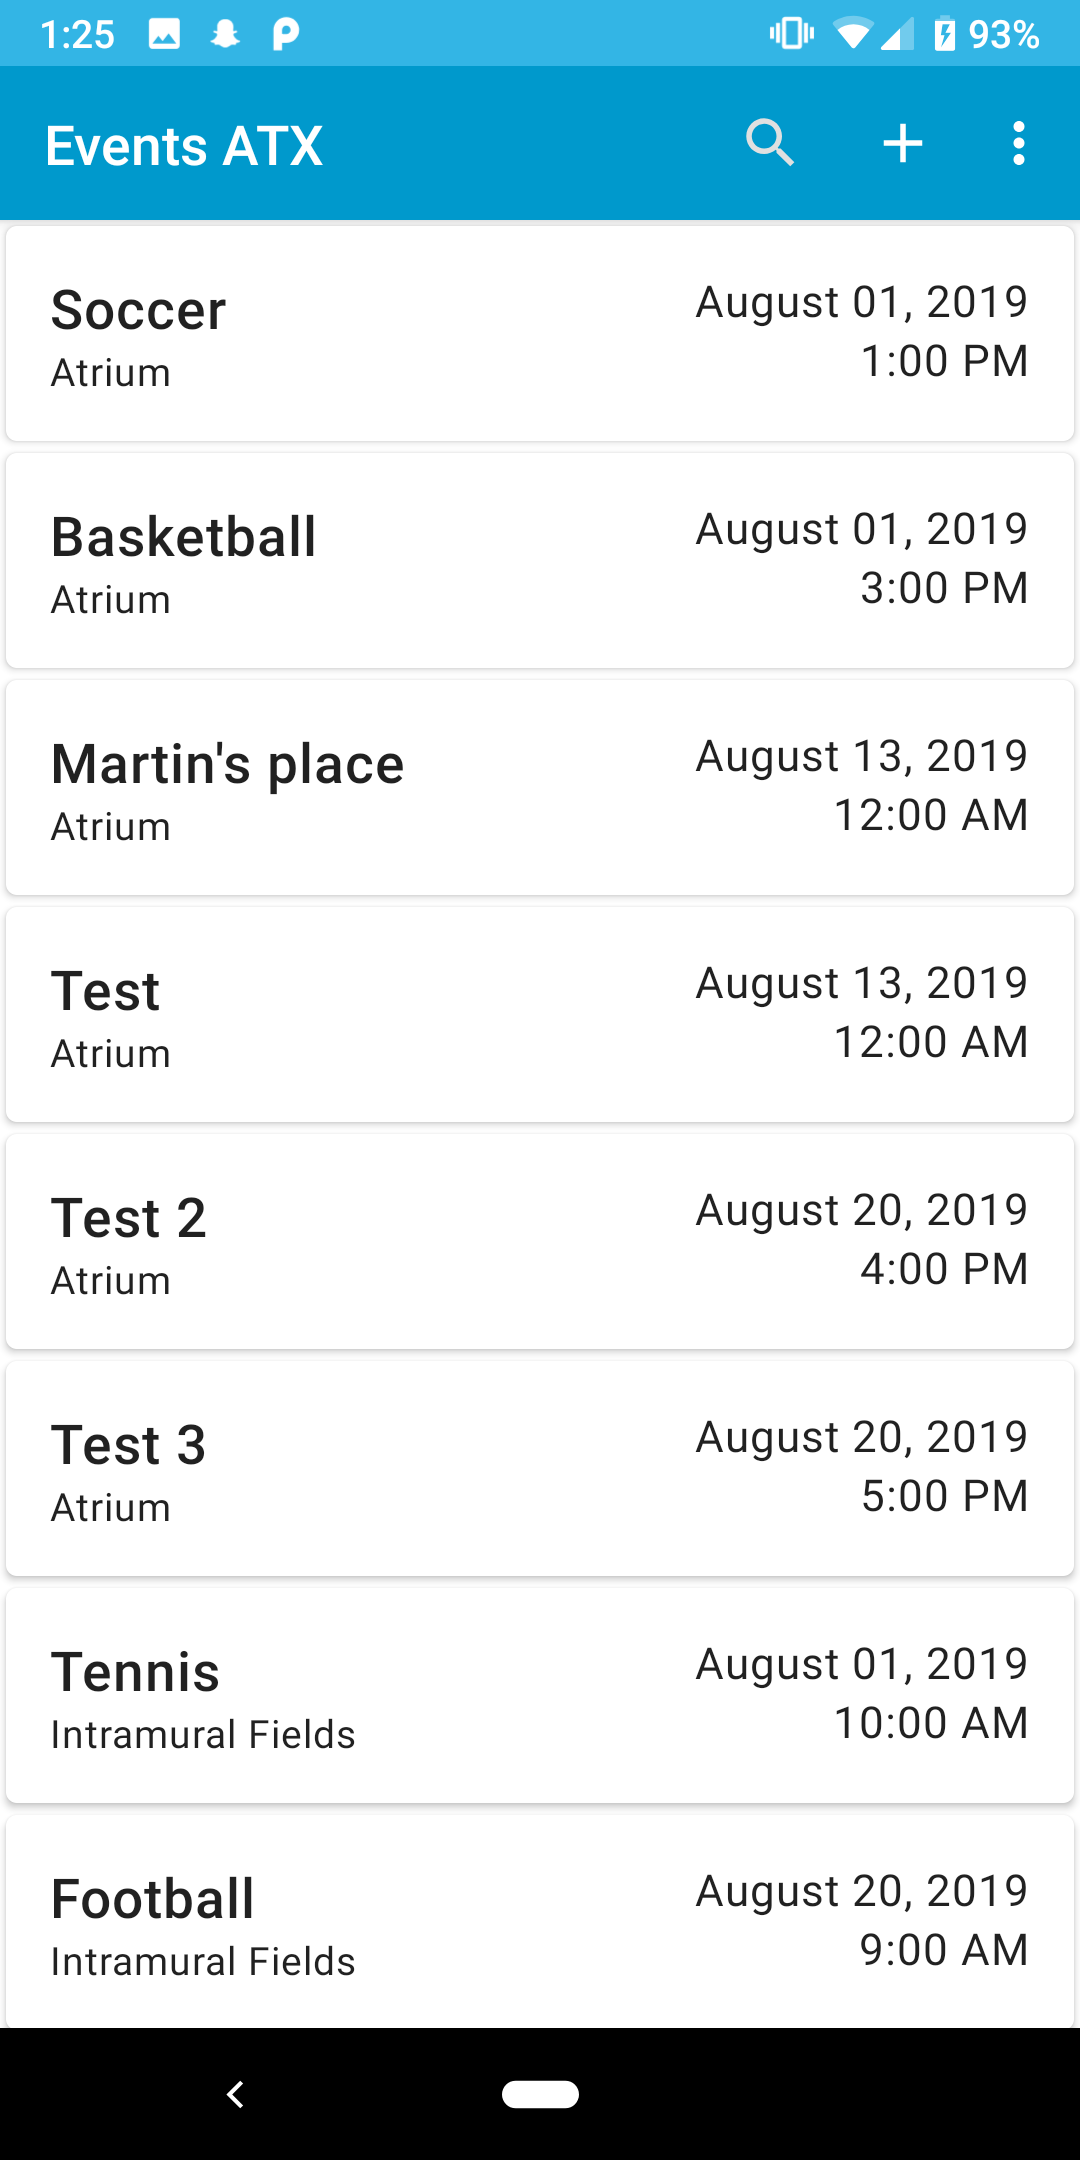 1:25
93%
Events ATX
Soccer
August 01, 2019
Atrium
1:00 PM
Basketball
August 01, 2019
Atrium
3:00 PM
Martin's place
August 13, 2019
Atrium
12:00 AM
Test
August 13, 2019
Atrium
12:00 AM
Test 2
August 20, 2019
Atrium
4:00 PM
Test 3
August 20, 2019
Atrium
5:00 PM
Tennis
August 01, 2019
Intramural Fields
10:00 AM
Football
August 20, 2019
Intramural Fields
9:00 AM